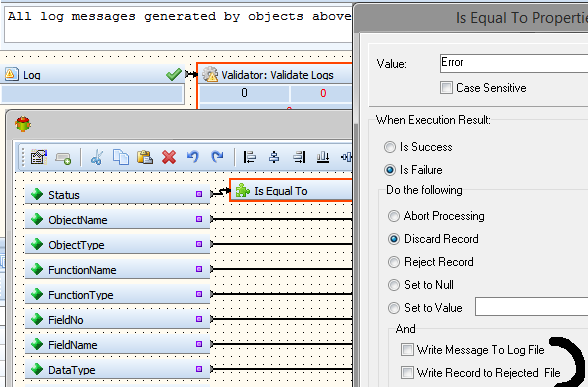 All log messages generated by objects above
Log
Validator: Validate Logs
0
0
Status
Is Equal To
ObjectName
ObjectType
FunctionName
FunctionType
FieldNo
FieldName
DataType
Is Equal To Properti
Value:
Error
Case Sensitive
When Execution Result:
Is Success
Is Failure
Do the following
Abort Processing
Discard Record
Reject Record
Set to Null
Set to Value
And
Write Message To Log File
Write Record to Rejected File